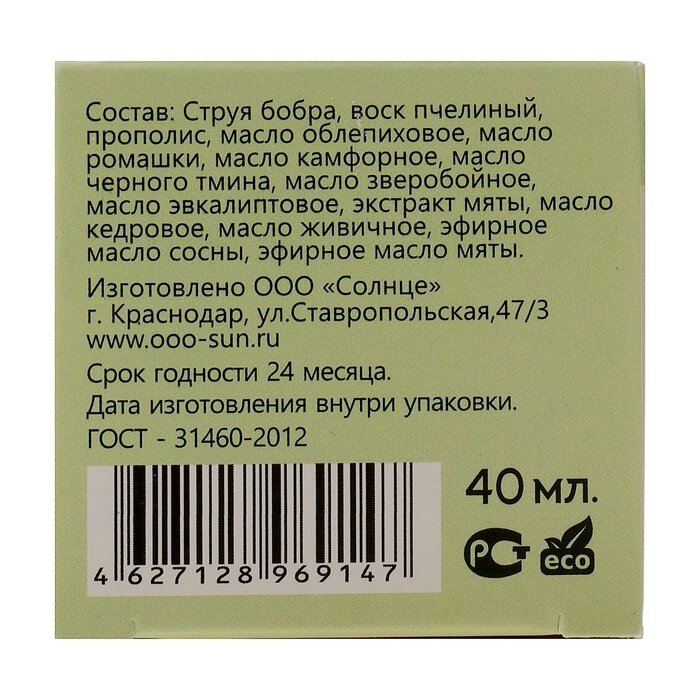 Состав: Струя бобра, воск пчелиный,
прополис, масло облепиховое, масло
ромашки, масло камфорное, масло
черного тмина, масло зверобойное,
масло эвкалиптовое, экстракт мяты, масло
кедровое, масло живичное, эфирное
масло сосны, эфирное масло мяты.
Изготовлено ООО «Солнце»
г. Краснодар, ул.Ставропольская,47/3
www.ooo-sun.ru
Срок годности 24 месяца.
Дата изготовления внутри упаковки.
ГОСТ - 31460-2012
40 мл.
РСТ eco
4 627128 969147